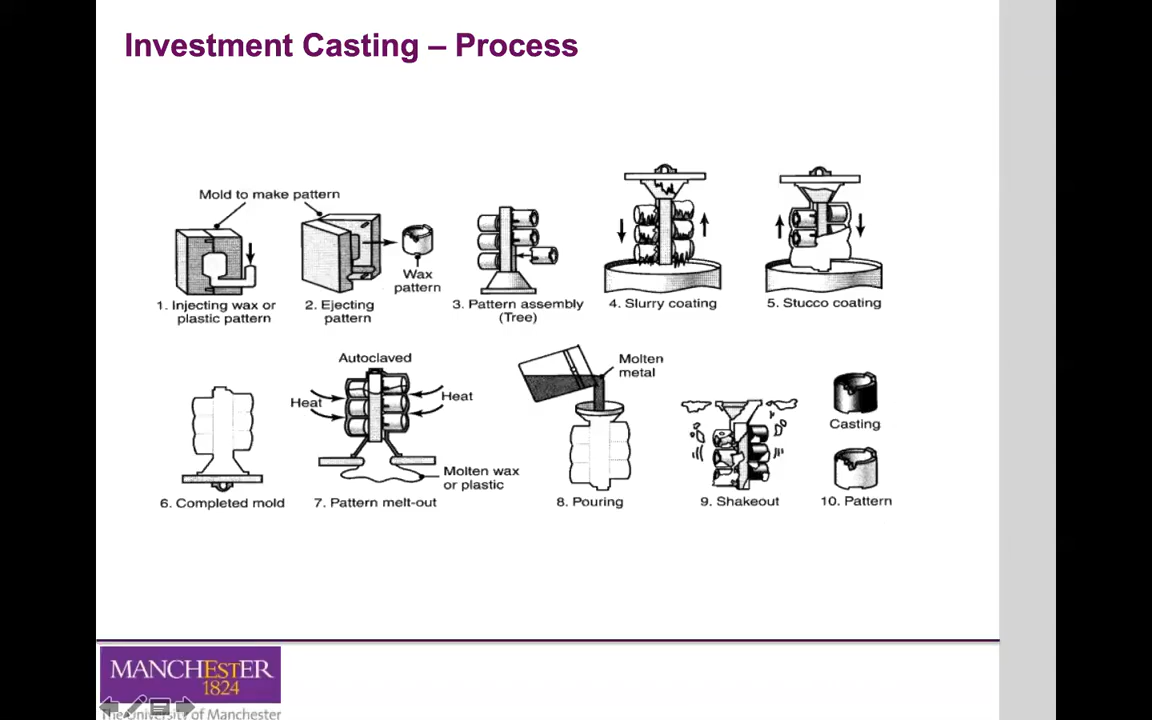 Investment Casting – Process
Mold to make pattern
Wax
pattern
1. Injecting wax or
plastic pattern
2. Ejecting
pattern
3. Pattern assembly
(Tree)
4. Slurry coating
5. Stucco coating
Autoclaved
Heat
Heat
Molten wax
or plastic
Molten
metal
Casting
6. Completed mold
7. Pattern melt-out
8. Pouring
9. Shakeout
10. Pattern
MANCHESTER
1824
The University of Manchester